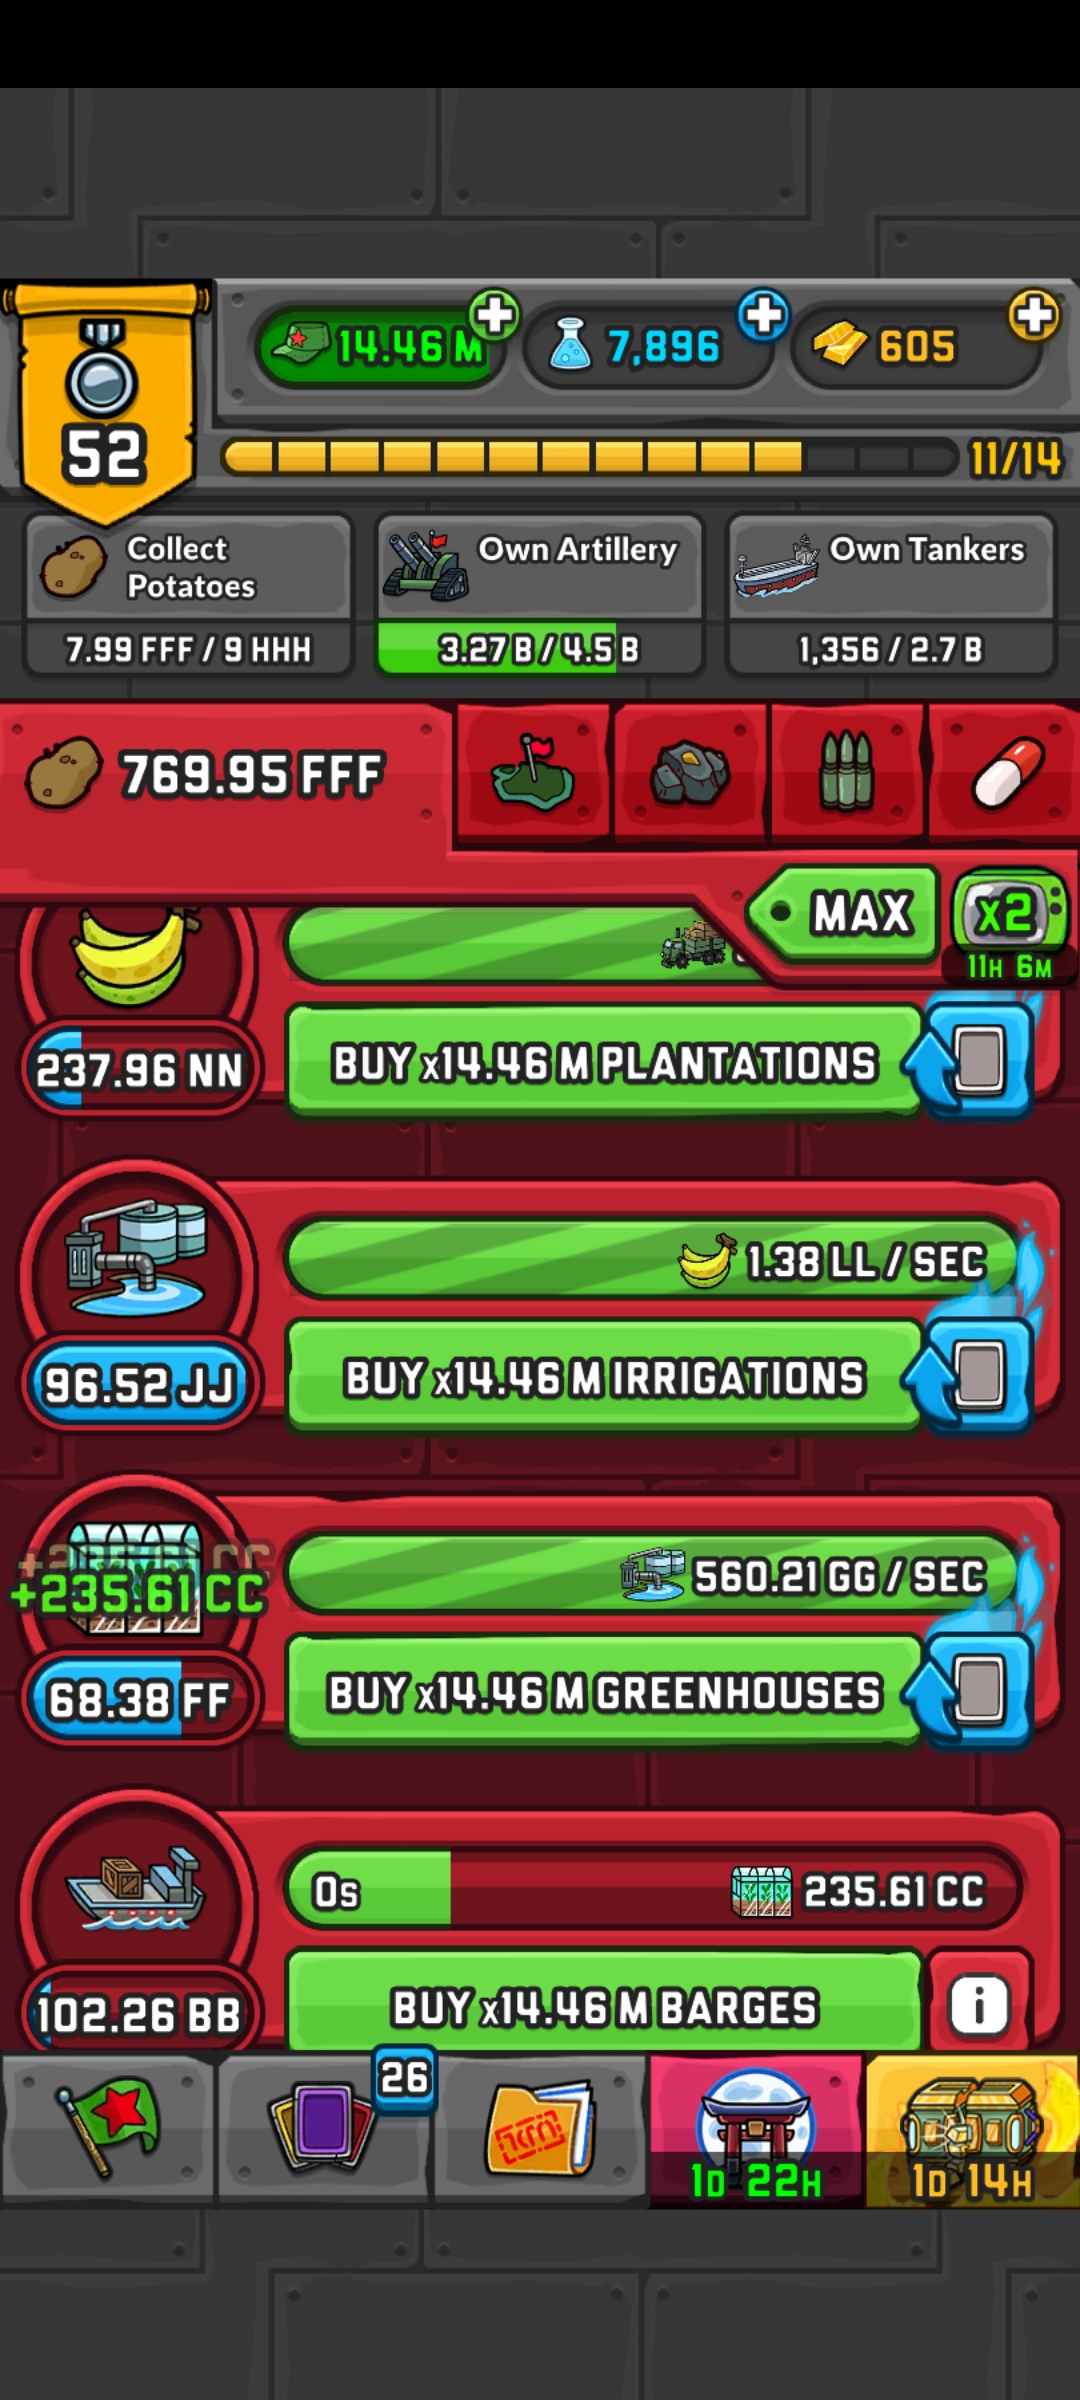 14.46 M
7,896
605
52
11/14
Collect
Potatoes
7.99 FFF / 9 HHH
Own Artillery
3.27 B / 4.5 B
Own Tankers
1,356 / 2.7 B
769.95 FFF
MAX
x2
11H 6M
237.96 NN
BUY x14.46 M PLANTATIONS
1.38 LL / SEC
96.52 JJ
BUY x14.46 M IRRIGATIONS
+235.61 CC
560.21 GG / SEC
68.38 FF
BUY x14.46 M GREENHOUSES
0s
235.61 CC
102.26 BB
BUY x14.46 M BARGES
i
26
1D 22H
1D 14H